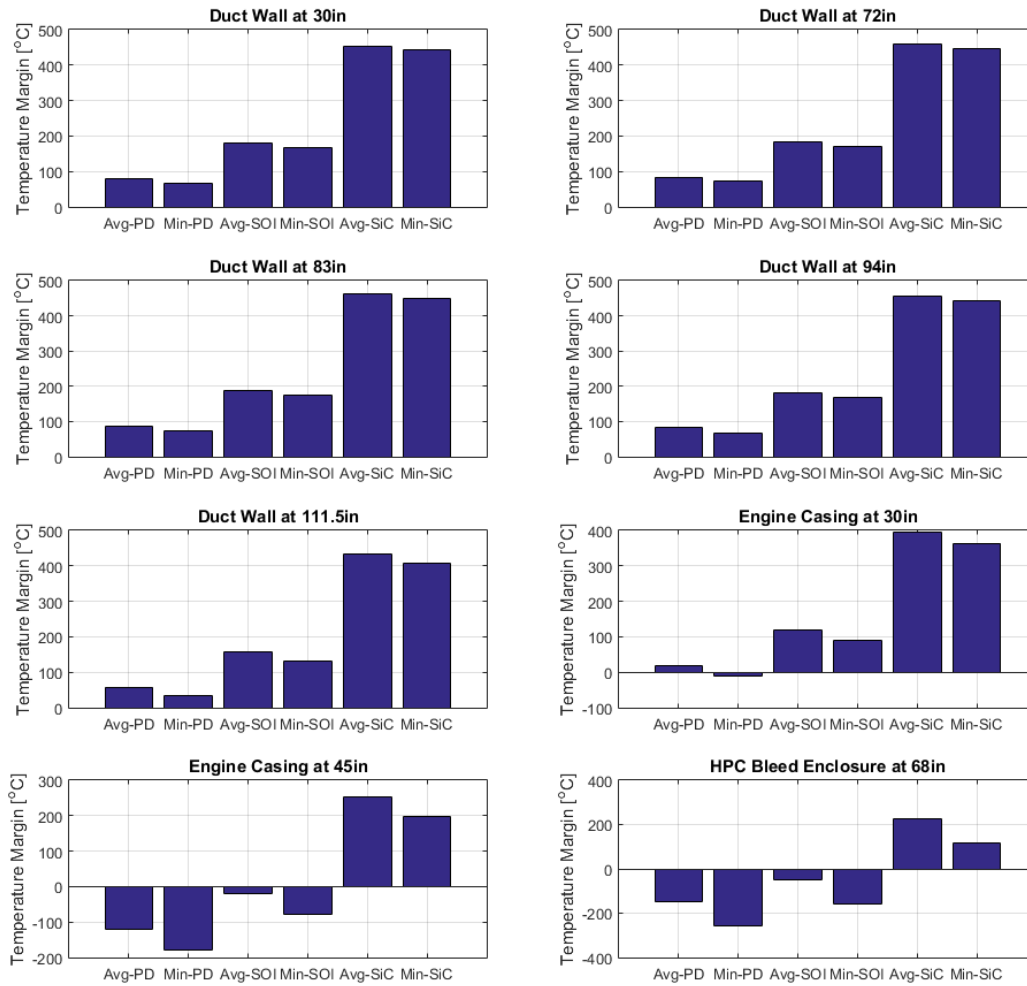 Duct Wall at 30in
Temperature Margin [°C]
500
400
300
200
100
0
Avg-PD Min-PD Avg-SOI Min-SOI Avg-SiC Min-SiC
Duct Wall at 72in
Temperature Margin [°C]
500
400
300
200
100
0
Avg-PD Min-PD Avg-SOI Min-SOI Avg-SiC Min-SiC
Duct Wall at 83in
Temperature Margin [°C]
500
400
300
200
100
0
Avg-PD Min-PD Avg-SOI Min-SOI Avg-SiC Min-SiC
Duct Wall at 94in
Temperature Margin [°C]
500
400
300
200
100
0
Avg-PD Min-PD Avg-SOI Min-SOI Avg-SiC Min-SiC
Duct Wall at 111.5in
Temperature Margin [°C]
500
400
300
200
100
0
Avg-PD Min-PD Avg-SOI Min-SOI Avg-SiC Min-SiC
Engine Casing at 30in
Temperature Margin [°C]
400
300
200
100
0
-100
Avg-PD Min-PD Avg-SOI Min-SOI Avg-SiC Min-SiC
Engine Casing at 45in
Temperature Margin [°C]
300
200
100
0
-100
-200
Avg-PD Min-PD Avg-SOI Min-SOI Avg-SiC Min-SiC
HPC Bleed Enclosure at 68in
Temperature Margin [°C]
400
200
0
-200
-400
Avg-PD Min-PD Avg-SOI Min-SOI Avg-SiC Min-SiC